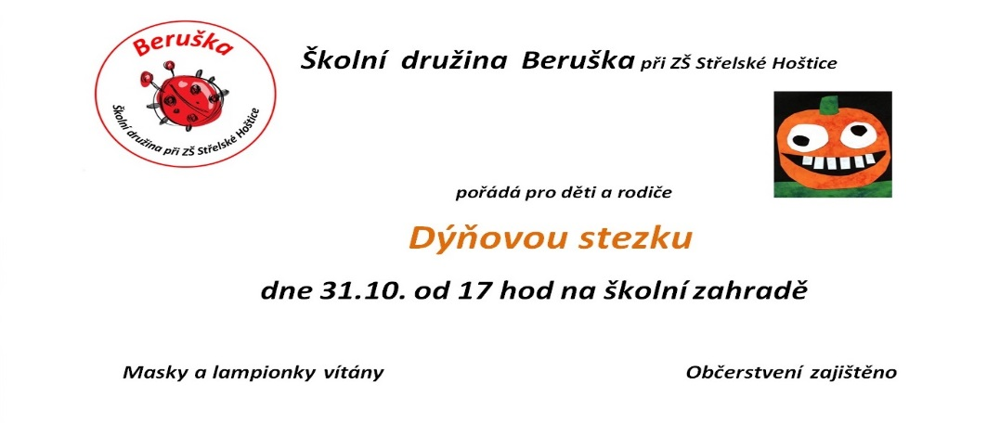 Beruška
Školní družina při ZŠ Střelské Hoštice
Školní družina Beruška při ZŠ Střelské Hoštice
pořádá pro děti a rodiče
Dýňovou stezku
dne 31.10. od 17 hod na školní zahradě
Masky a lampionky vítány
Občerstvení zajištěno